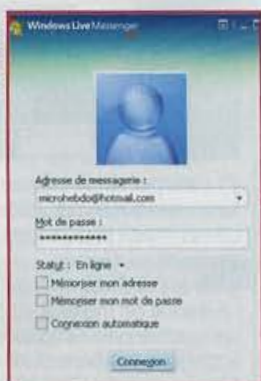 Windows Live Messenger
Adresse de messagerie :
microhebdo@hotmail.com
Mot de passe :
************
Statut : En ligne
Mémoriser mon adresse
Mémoriser mon mot de passe
Connexion automatique
Connexion